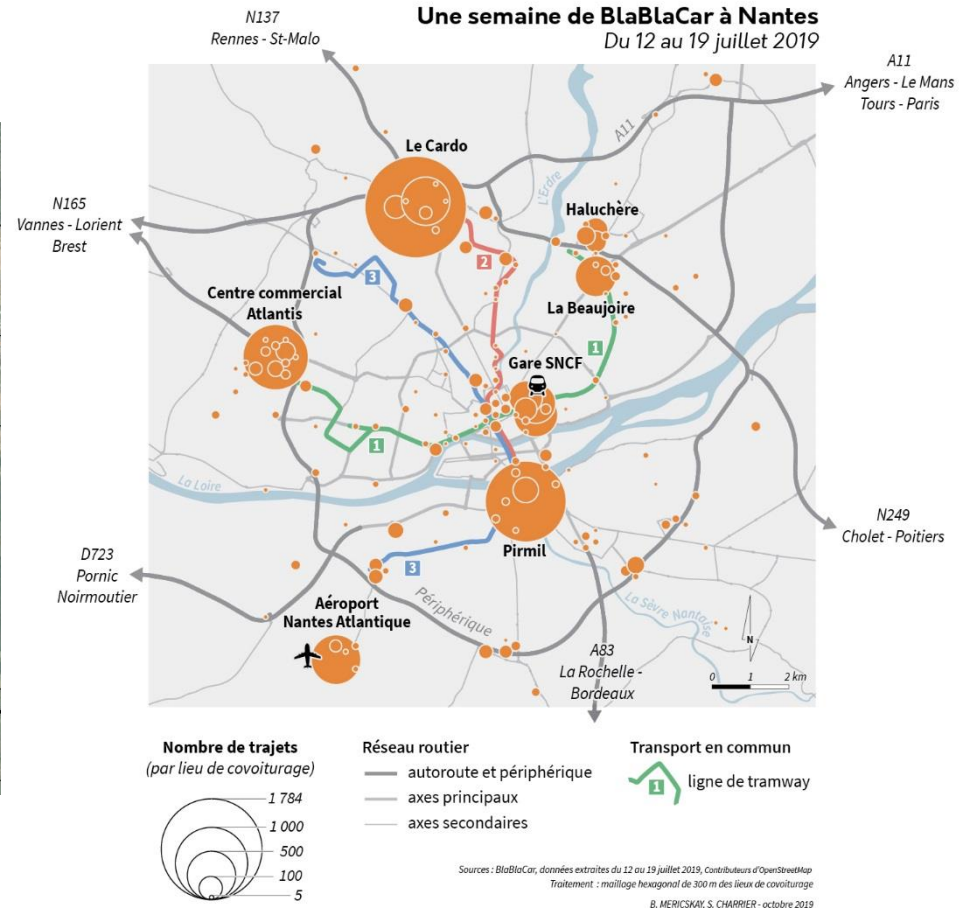 Une semaine de BlaBlaCar à Nantes
Du 12 au 19 juillet 2019
N137
Rennes - St-Malo
A11
Angers - Le Mans
Tours - Paris
A11
Le Cardo
L'Erdre
Haluchère
N165
Vannes - Lorient
Brest
2
3
Centre commercial
Atlantis
La Beaujoire
1
Gare SNCF
1
La Loire
N249
Cholet - Poitiers
Pirmil
D723
Pornic
Noirmoutier
3
Périphérique
La Sèvre Nantaise
Aéroport
Nantes Atlantique
N
A83
La Rochelle -
Bordeaux
0 1 2 km
Nombre de trajets
(par lieu de covoiturage)
1 784
1 000
500
100
5
Réseau routier
autoroute et périphérique
axes principaux
axes secondaires
Transport en commun
1
ligne de tramway
Sources : BlaBlaCar, données extraites du 12 au 19 juillet 2019, Contributeurs d'OpenStreetMap
Traitement : maillage hexagonal de 300 m des lieux de covoiturage
B. MERICSKAY, S. CHARRIER - octobre 2019